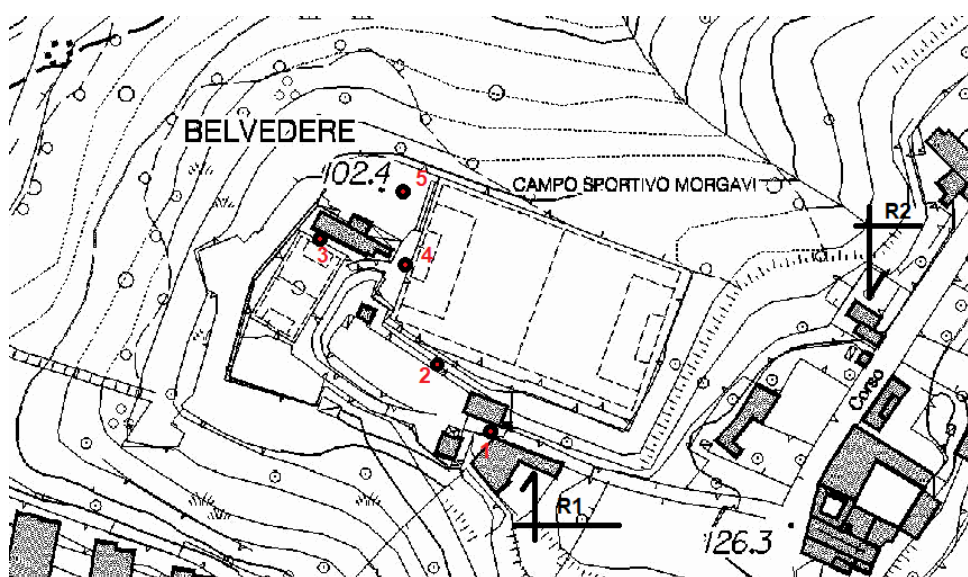 BELVEDERE
102.4
5
CAMPO SPORTIVO MORGAVI
R2
3
4
2
Corso
1
R1
126.3